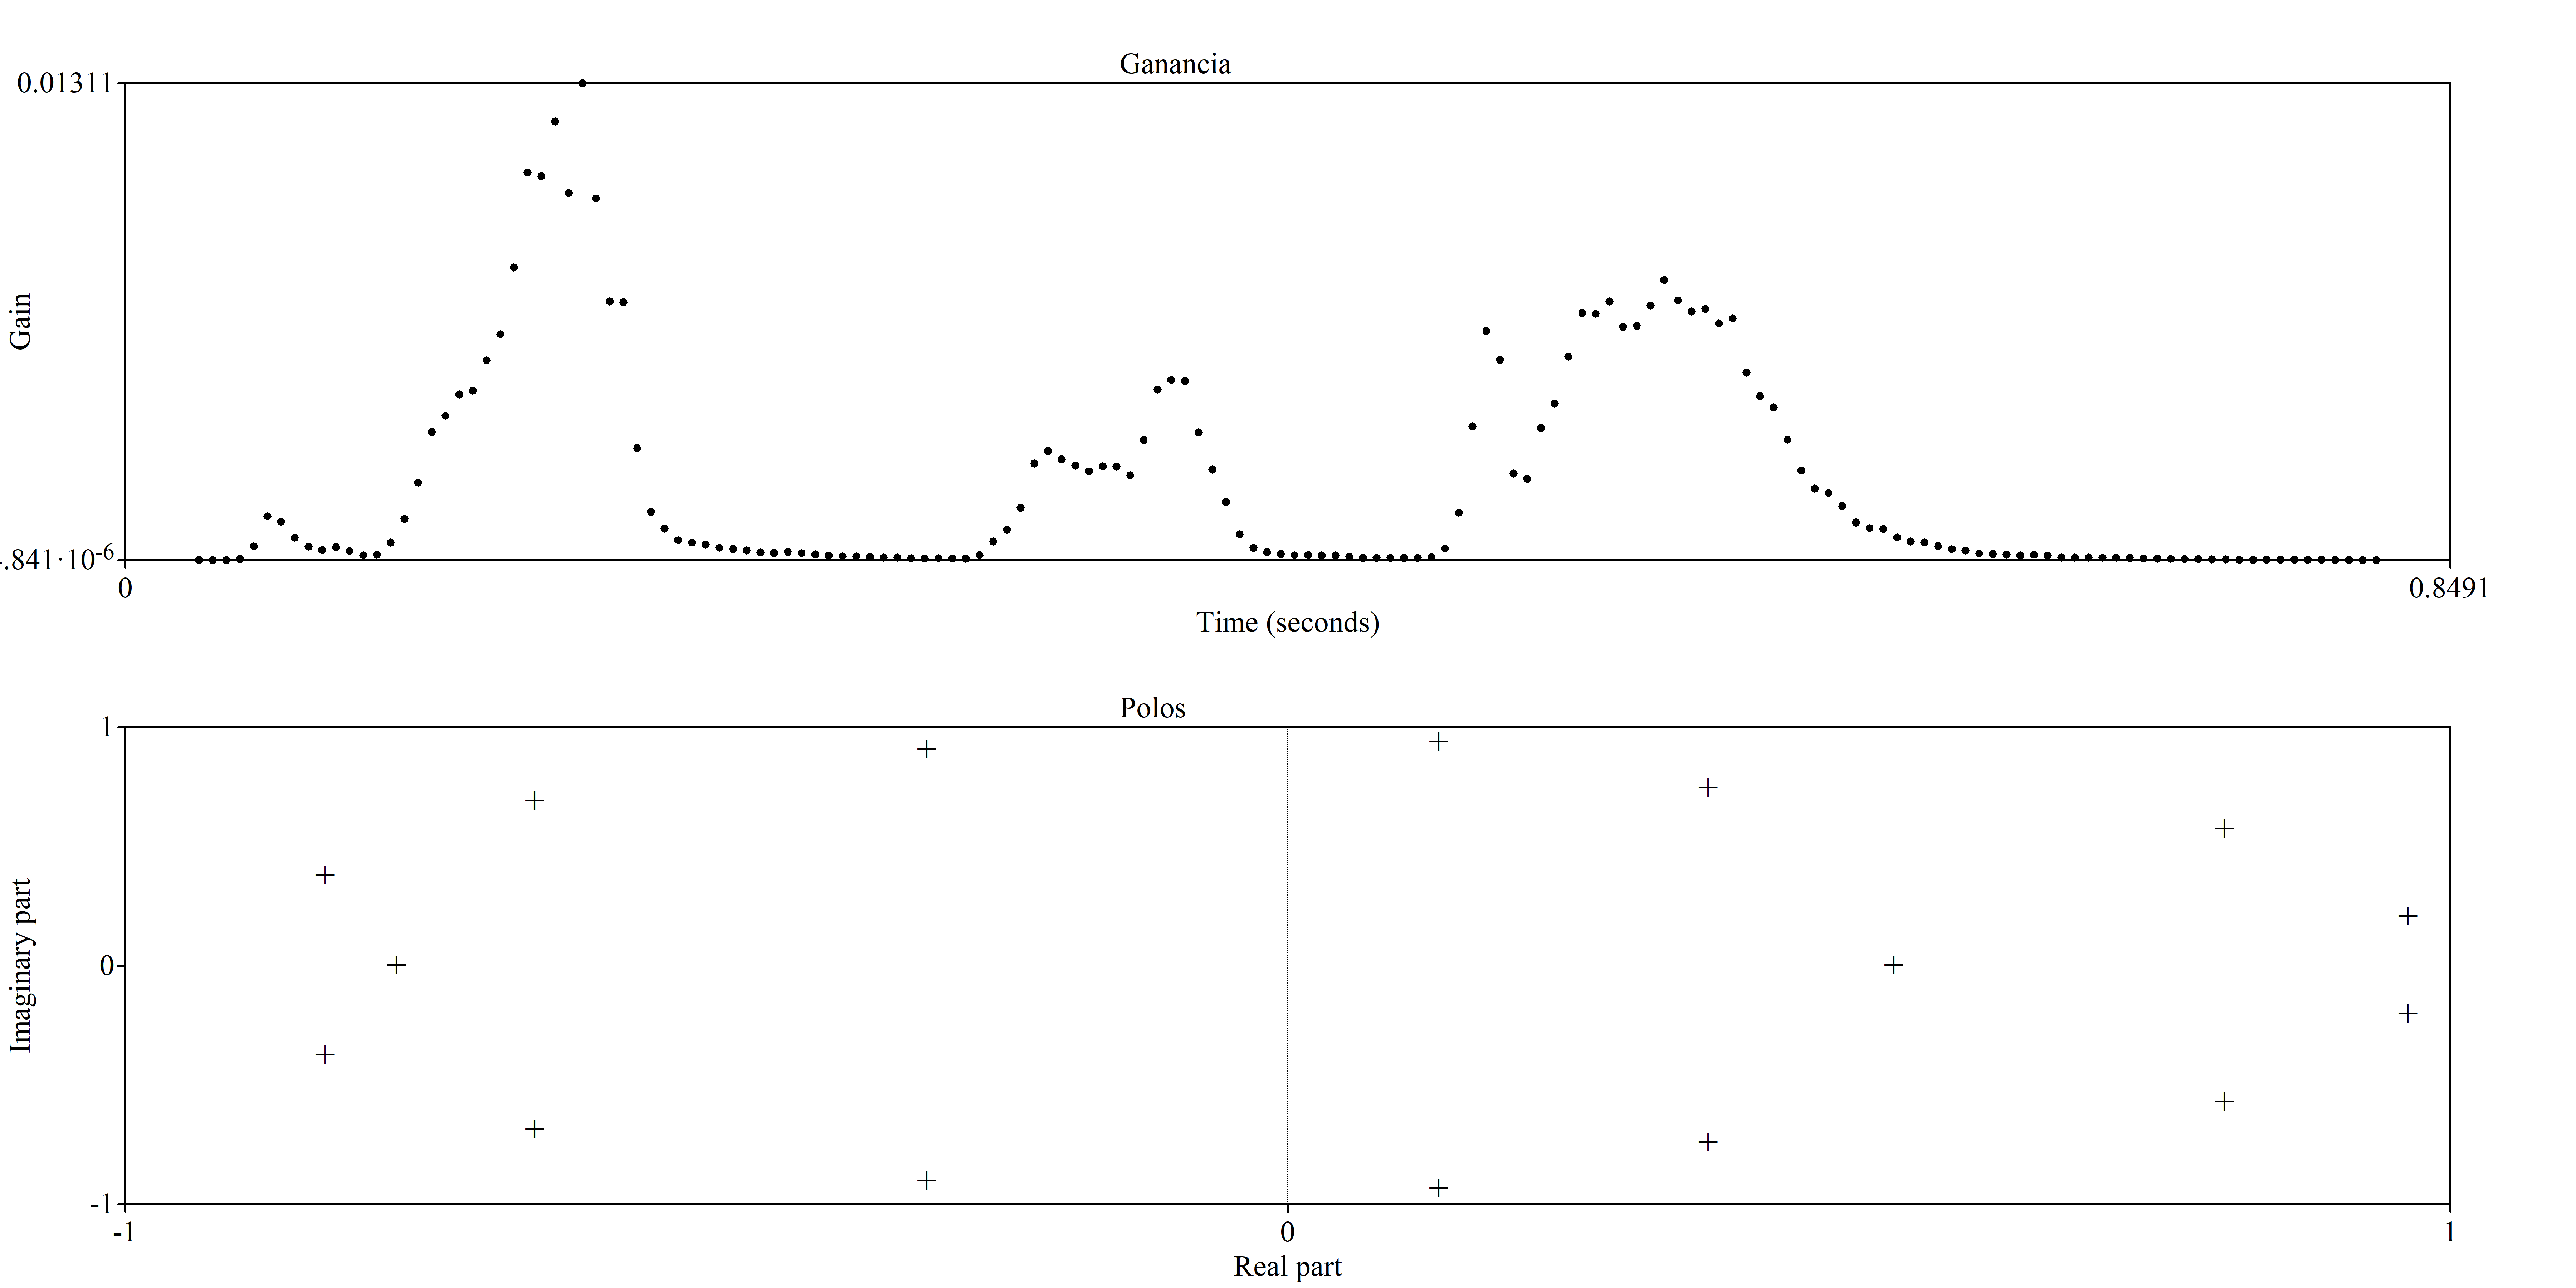 Ganancia
0.01311
Gain
.841·10-6
0
0.8491
Time (seconds)
Polos
1
Imaginary part
0
-1
-1
0
1
Real part